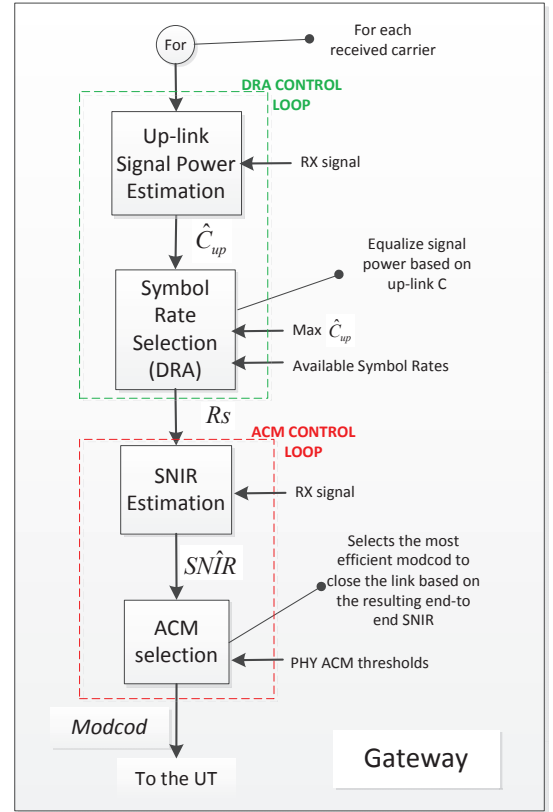 For
For each
received carrier
DRA CONTROL
LOOP
Up-link
Signal Power
Estimation
RX signal
Ĉup
Equalize signal
power based on
up-link C
Symbol
Rate
Selection
(DRA)
Max Ĉup
Available Symbol Rates
Rs
ACM CONTROL
LOOP
SNIR
Estimation
RX signal
SNÎR
Selects the most
efficient modcod to
close the link based on
the resulting end-to
end SNIR
ACM
selection
PHY ACM thresholds
Modcod
To the UT
Gateway